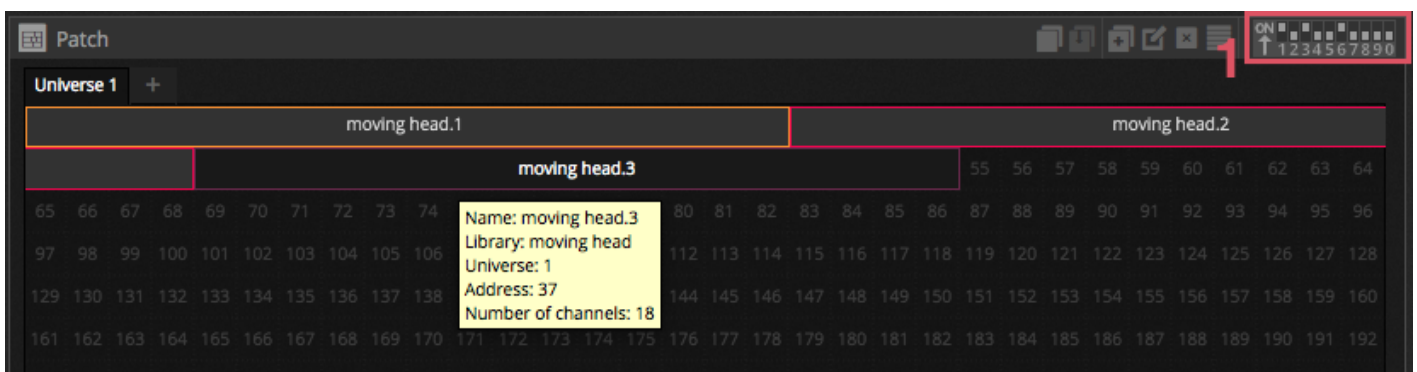 Patch
ON
1234567890
1
Universe 1 +
moving head.1 moving head.2
moving head.3 55 56 57 58 59 60 61 62 63 64
65 66 67 68 69 70 71 72 73 74 80 81 82 83 84 85 86 87 88 89 90 91 92 93 94 95 96
97 98 99 100 101 102 103 104 105 106 112 113 114 115 116 117 118 119 120 121 122 123 124 125 126 127 128
129 130 131 132 133 134 135 136 137 138 144 145 146 147 148 149 150 151 152 153 154 155 156 157 158 159 160
161 162 163 164 165 166 167 168 169 170 171 172 173 174 175 176 177 178 179 180 181 182 183 184 185 186 187 188 189 190 191 192
Name: moving head.3
Library: moving head
Universe: 1
Address: 37
Number of channels: 18